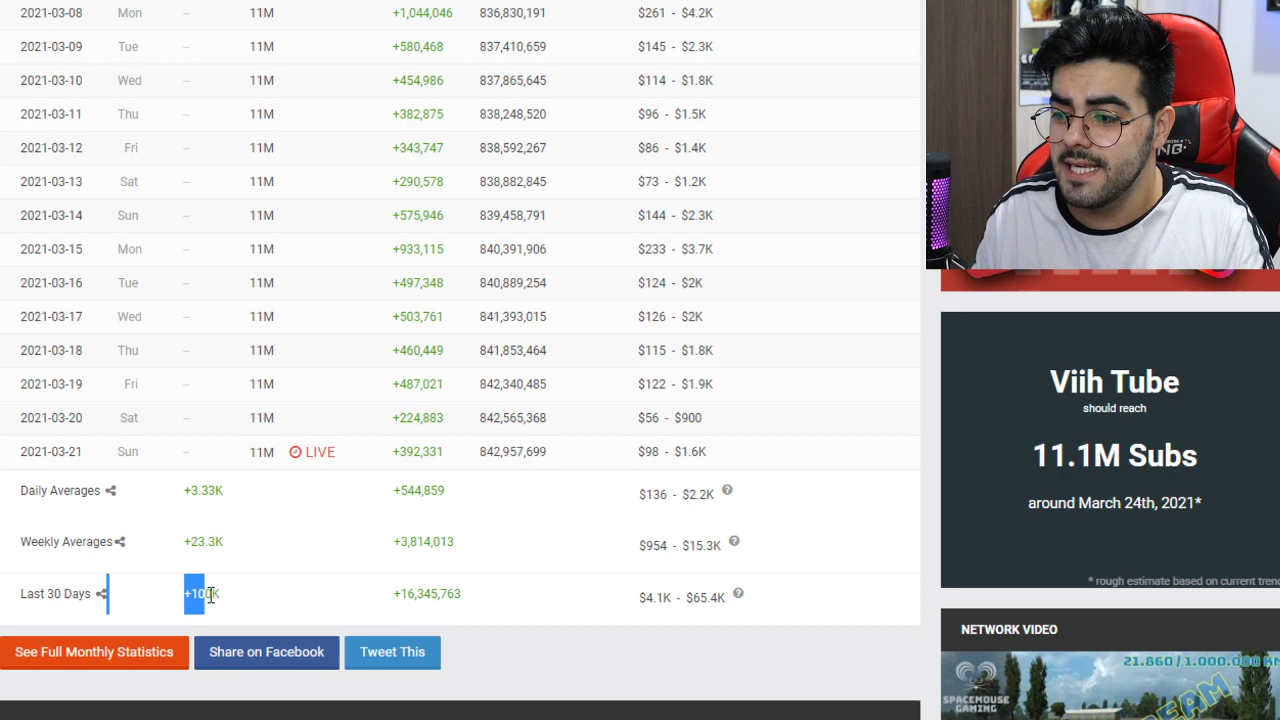 2021-03-08 Mon -- 11M +1,044,046 836,830,191 $261 - $4.2K
2021-03-09 Tue -- 11M +580,468 837,410,659 $145 - $2.3K
2021-03-10 Wed -- 11M +454,986 837,865,645 $114 - $1.8K
2021-03-11 Thu -- 11M +382,875 838,248,520 $96 - $1.5K
2021-03-12 Fri -- 11M +343,747 838,592,267 $86 - $1.4K
2021-03-13 Sat -- 11M +290,578 838,882,845 $73 - $1.2K
2021-03-14 Sun -- 11M +575,946 839,458,791 $144 - $2.3K
2021-03-15 Mon -- 11M +933,115 840,391,906 $233 - $3.7K
2021-03-16 Tue -- 11M +497,348 840,889,254 $124 - $2K
2021-03-17 Wed -- 11M +503,761 841,393,015 $126 - $2K
2021-03-18 Thu -- 11M +460,449 841,853,464 $115 - $1.8K
2021-03-19 Fri -- 11M +487,021 842,340,485 $122 - $1.9K
2021-03-20 Sat -- 11M +224,883 842,565,368 $56 - $900
2021-03-21 Sun -- 11M LIVE +392,331 842,957,699 $98 - $1.6K
Daily Averages +3.33K +544,859 $136 - $2.2K ?
Weekly Averages +23.3K +3,814,013 $954 - $15.3K ?
Last 30 Days +100K +16,345,763 $4.1K - $65.4K ?
See Full Monthly Statistics
Share on Facebook
Tweet This
Viih Tube
should reach
11.1M Subs
around March 24th, 2021*
* rough estimate based on current
NETWORK VIDEO
21.860 / 1.000.000
SPACEMOUSE
GAMING